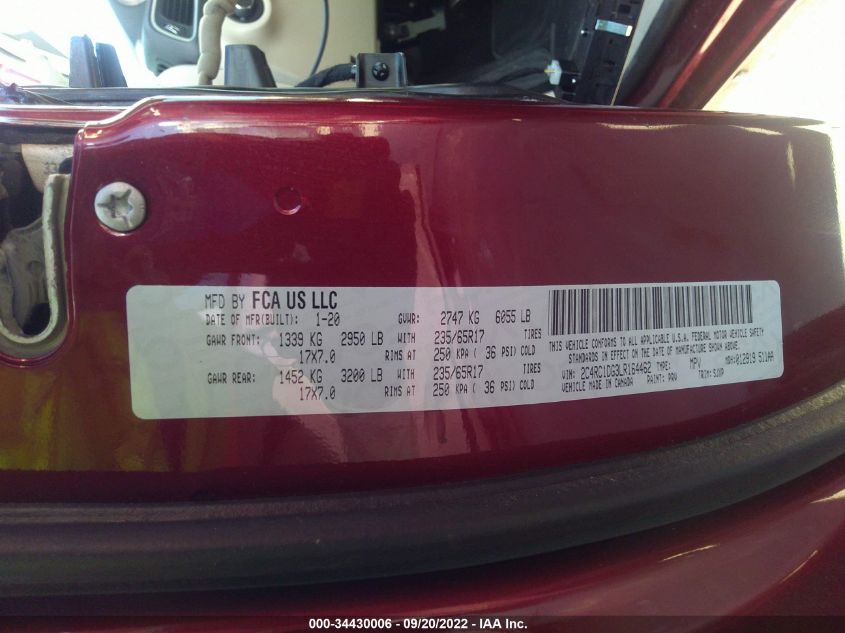 MFD BY FCA US LLC
DATE OF MFR(BUILT): 1-20 GVWR: 2747 KG 6055 LB
GAWR FRONT: 1339 KG 2950 LB WITH 235/65R17 TIRES
17X7.0 RIMS AT 250 KPA ( 36 PSI) COLD
GAWR REAR: 1452 KG 3200 LB WITH 235/65R17 TIRES
17X7.0 RIMS AT 250 KPA ( 36 PSI) COLD
THIS VEHICLE CONFORMS TO ALL APPLICABLE U.S.A. FEDERAL MOTOR VEHICLE SAFETY
STANDARDS IN EFFECT ON THE DATE OF MANUFACTURE SHOWN ABOVE.
VIN: 2C4RC1DG3LR164462 TYPE: MPV MDH: 012819 511AA
VEHICLE MADE IN CANADA PAINT: PRV TRIM:
000-34430006 - 09/20/2022 - IAA Inc.